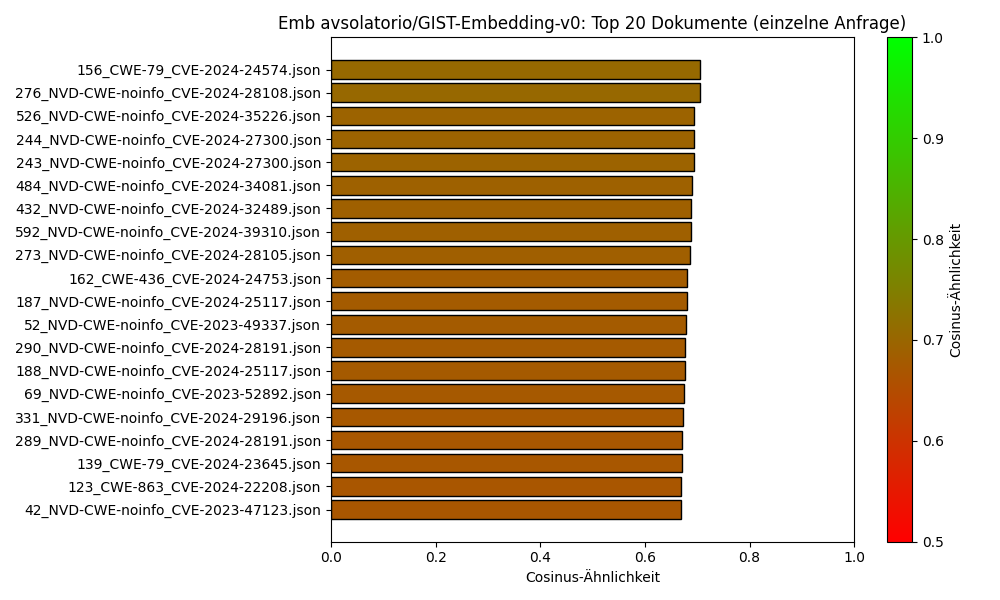 Emb avsolatorio/GIST-Embedding-v0: Top 20 Dokumente (einzelne Anfrage)
156_CWE-79_CVE-2024-24574.json
276_NVD-CWE-noinfo_CVE-2024-28108.json
526_NVD-CWE-noinfo_CVE-2024-35226.json
244_NVD-CWE-noinfo_CVE-2024-27300.json
243_NVD-CWE-noinfo_CVE-2024-27300.json
484_NVD-CWE-noinfo_CVE-2024-34081.json
432_NVD-CWE-noinfo_CVE-2024-32489.json
592_NVD-CWE-noinfo_CVE-2024-39310.json
273_NVD-CWE-noinfo_CVE-2024-28105.json
162_CWE-436_CVE-2024-24753.json
187_NVD-CWE-noinfo_CVE-2024-25117.json
52_NVD-CWE-noinfo_CVE-2023-49337.json
290_NVD-CWE-noinfo_CVE-2024-28191.json
188_NVD-CWE-noinfo_CVE-2024-25117.json
69_NVD-CWE-noinfo_CVE-2023-52892.json
331_NVD-CWE-noinfo_CVE-2024-29196.json
289_NVD-CWE-noinfo_CVE-2024-28191.json
139_CWE-79_CVE-2024-23645.json
123_CWE-863_CVE-2024-22208.json
42_NVD-CWE-noinfo_CVE-2023-47123.json
0.0 0.2 0.4 0.6 0.8 1.0
Cosinus-Ähnlichkeit
1.0
0.9
0.8
0.7
0.6
0.5
Cosinus-Ähnlichkeit